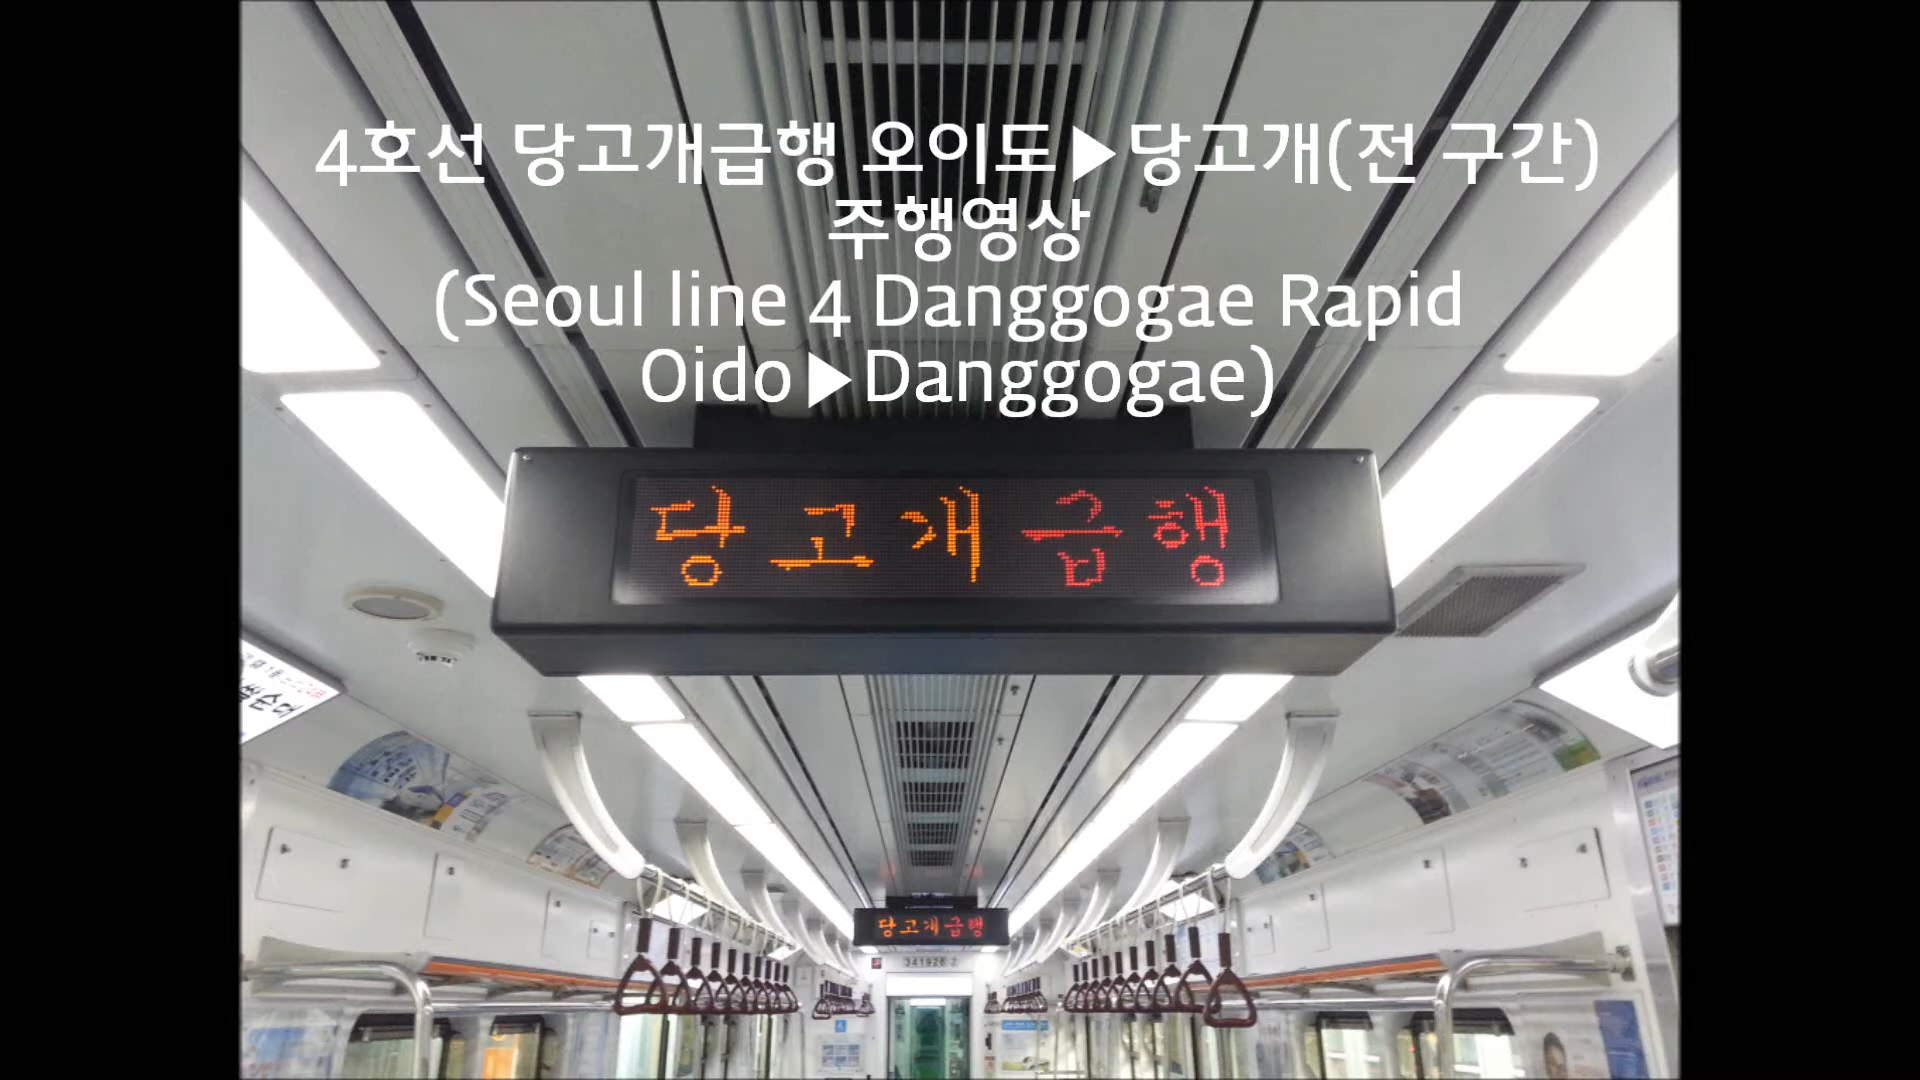 4호선 당고개급행 오이도▶당고개(전 구간)
주행영상
(Seoul line 4 Danggogae Rapid
Oido▶Danggogae)
당고개급행
당고개급행
341926